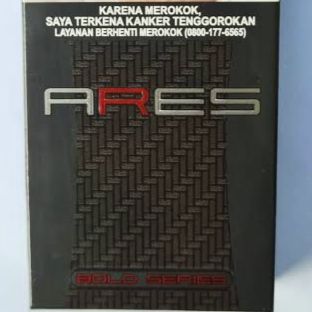 KARENA MEROKOK,
SAYA TERKENA KANKER TENGGOROKAN
LAYANAN BERHENTI MEROKOK (0800-177-6565)
ARES
BOLD SERIES